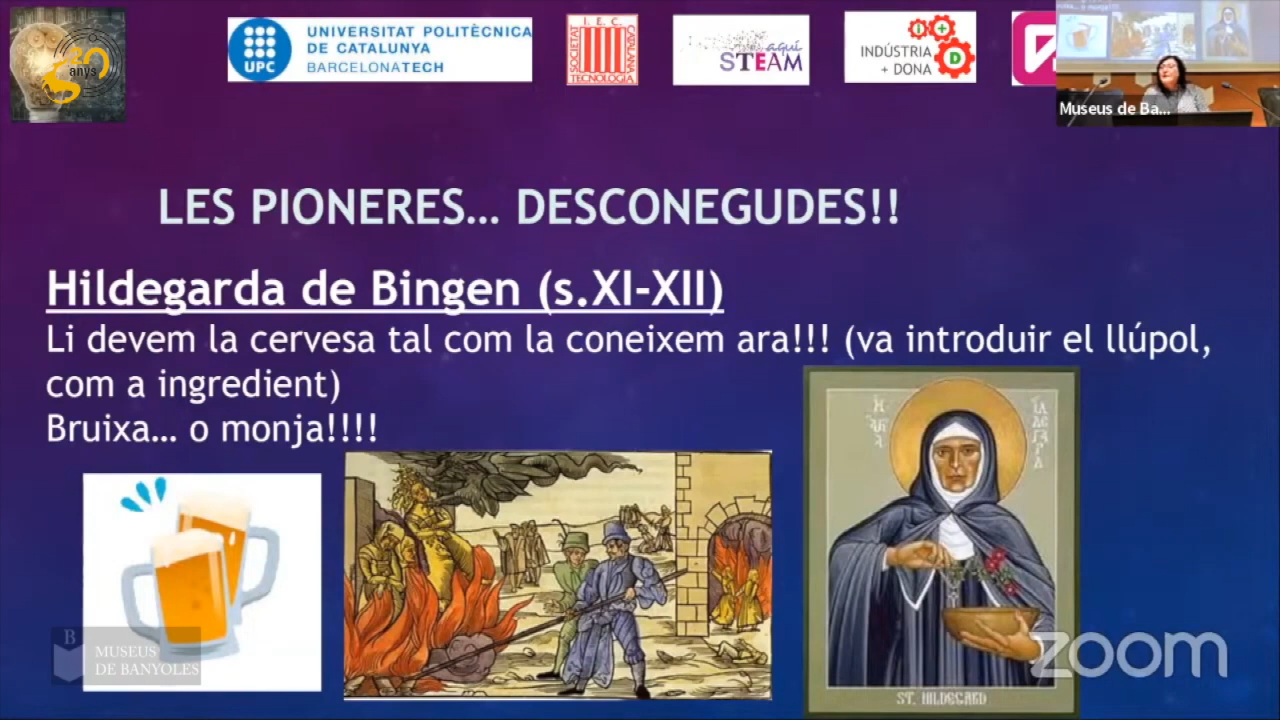 30
anys
UPC
UNIVERSITAT POLITÈCNICA
DE CATALUNYA
BARCELONATECH
I. E. C.
SOCIETAT
CATALANA
TECNOLOGIA
aquí
STEAM
INDÚSTRIA
+ DONA
i
+
D
Museus de Ba...
LES PIONERES... DESCONEGUDES!!
Hildegarda de Bingen (s.XI-XII)
Li devem la cervesa tal com la coneixem ara!!! (va introduir el llúpol,
com a ingredient)
Bruixa... o monja!!!!
B
MUSEUS
DE BANYOLES
ST. HILDEGARD
zoom